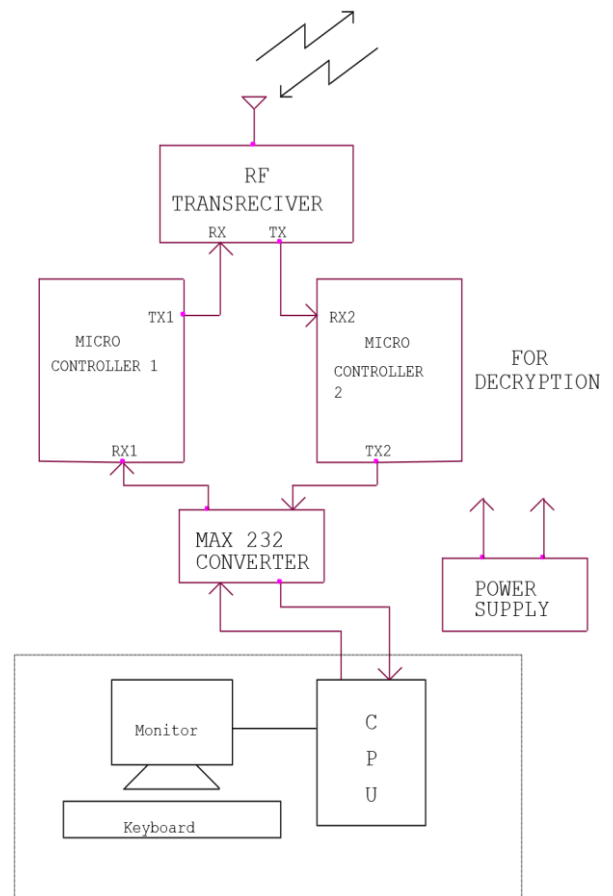 RF
TRANSRECIVER
RX TX
TX1
MICRO
CONTROLLER 1
RX1
RX2
MICRO
CONTROLLER
2
TX2
FOR
DECRYPTION
MAX 232
CONVERTER
POWER
SUPPLY
Monitor
C
P
U
Keyboard